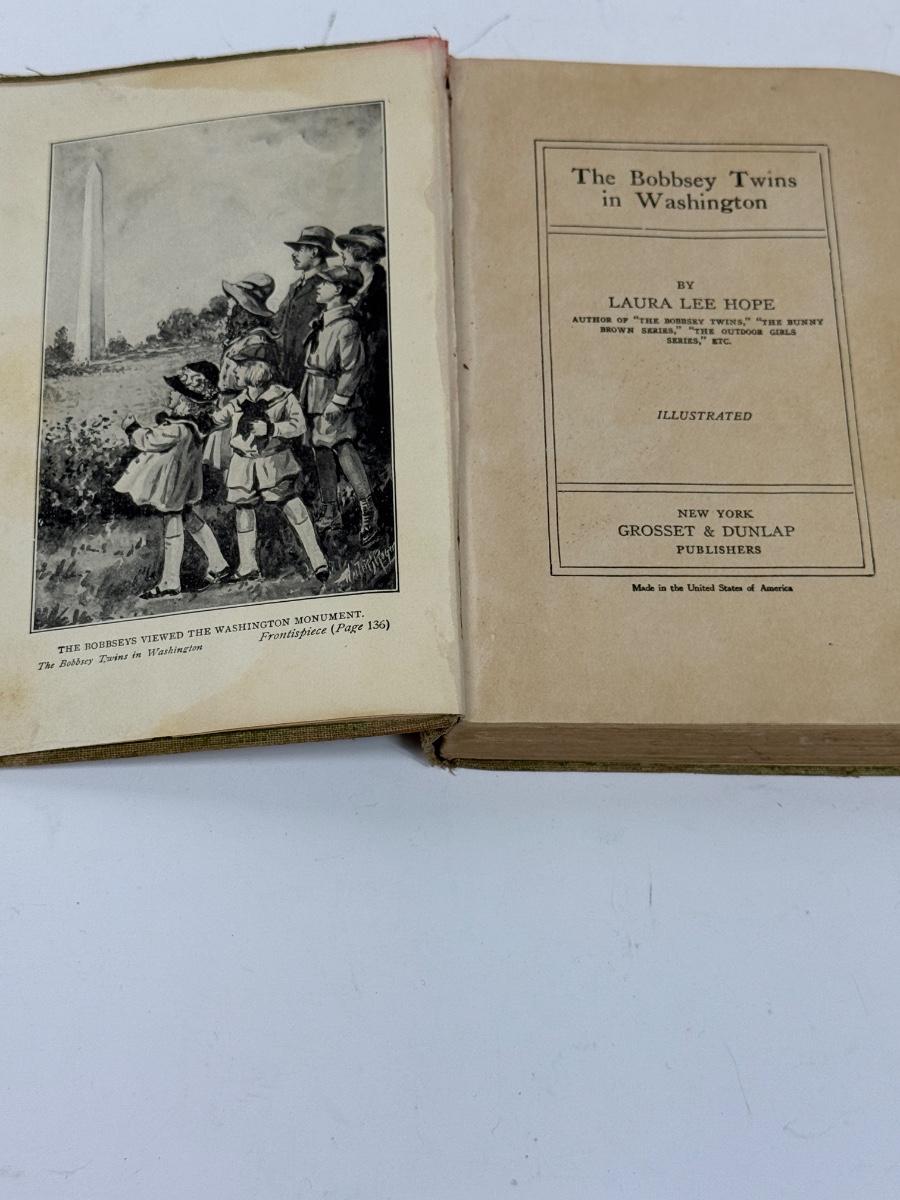 THE BOBBSEYS VIEWED THE WASHINGTON MONUMENT.
The Bobbsey Twins in Washington
Frontispiece (Page 136)
The Bobbsey Twins
in Washington
BY
LAURA LEE HOPE
AUTHOR OF "THE BOBBSEY TWINS," "THE BUNNY
BROWN SERIES," "THE OUTDOOR GIRLS
SERIES," ETC.
ILLUSTRATED
NEW YORK
GROSSET & DUNLAP
PUBLISHERS
Made in the United States of America